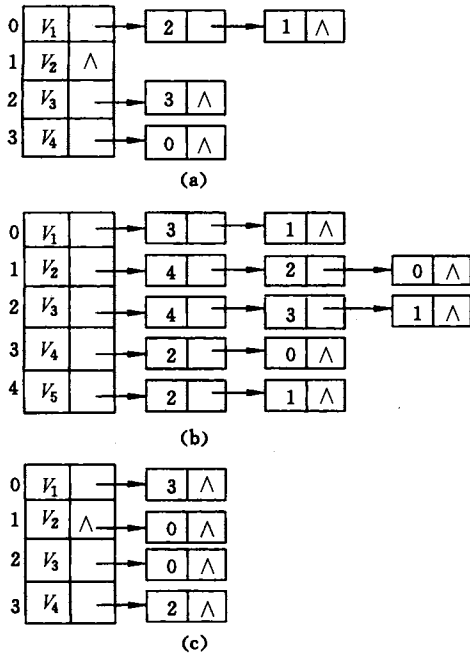 0 V₁ 2 1 ∧
1 V₂ ∧
2 V₃ 3 ∧
3 V₄ 0 ∧
(a)
0 V₁ 3 1 ∧
1 V₂ 4 2 0 ∧
2 V₃ 4 3 1 ∧
3 V₄ 2 0 ∧
4 V₅ 2 1 ∧
(b)
0 V₁ 3 ∧
1 V₂ ∧ 0 ∧
2 V₃ 0 ∧
3 V₄ 2 ∧
(c)